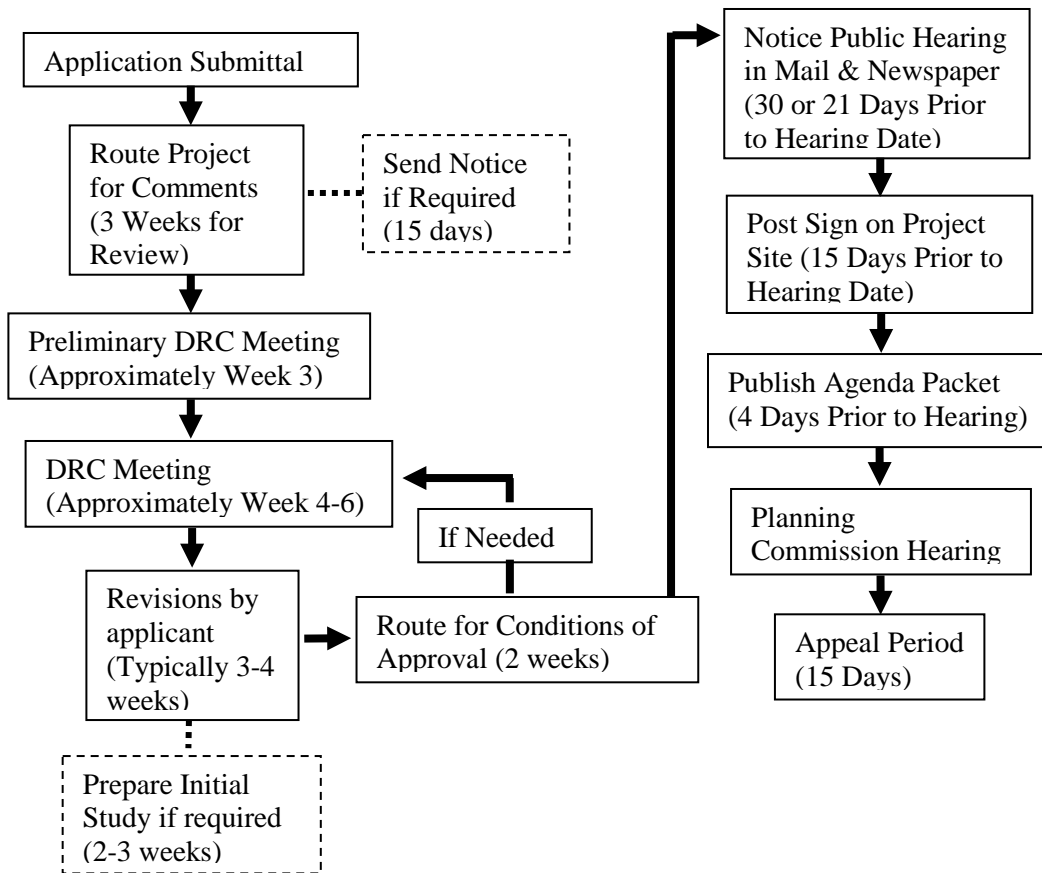 Application Submittal
Route Project
for Comments
(3 Weeks for
Review)
Send Notice
if Required
(15 days)
Preliminary DRC Meeting
(Approximately Week 3)
DRC Meeting
(Approximately Week 4-6)
If Needed
Revisions by
applicant
(Typically 3-4
weeks)
Route for Conditions of
Approval (2 weeks)
Prepare Initial
Study if required
(2-3 weeks)
Notice Public Hearing
in Mail & Newspaper
(30 or 21 Days Prior
to Hearing Date)
Post Sign on Project
Site (15 Days Prior to
Hearing Date)
Publish Agenda Packet
(4 Days Prior to Hearing)
Planning
Commission Hearing
Appeal Period
(15 Days)